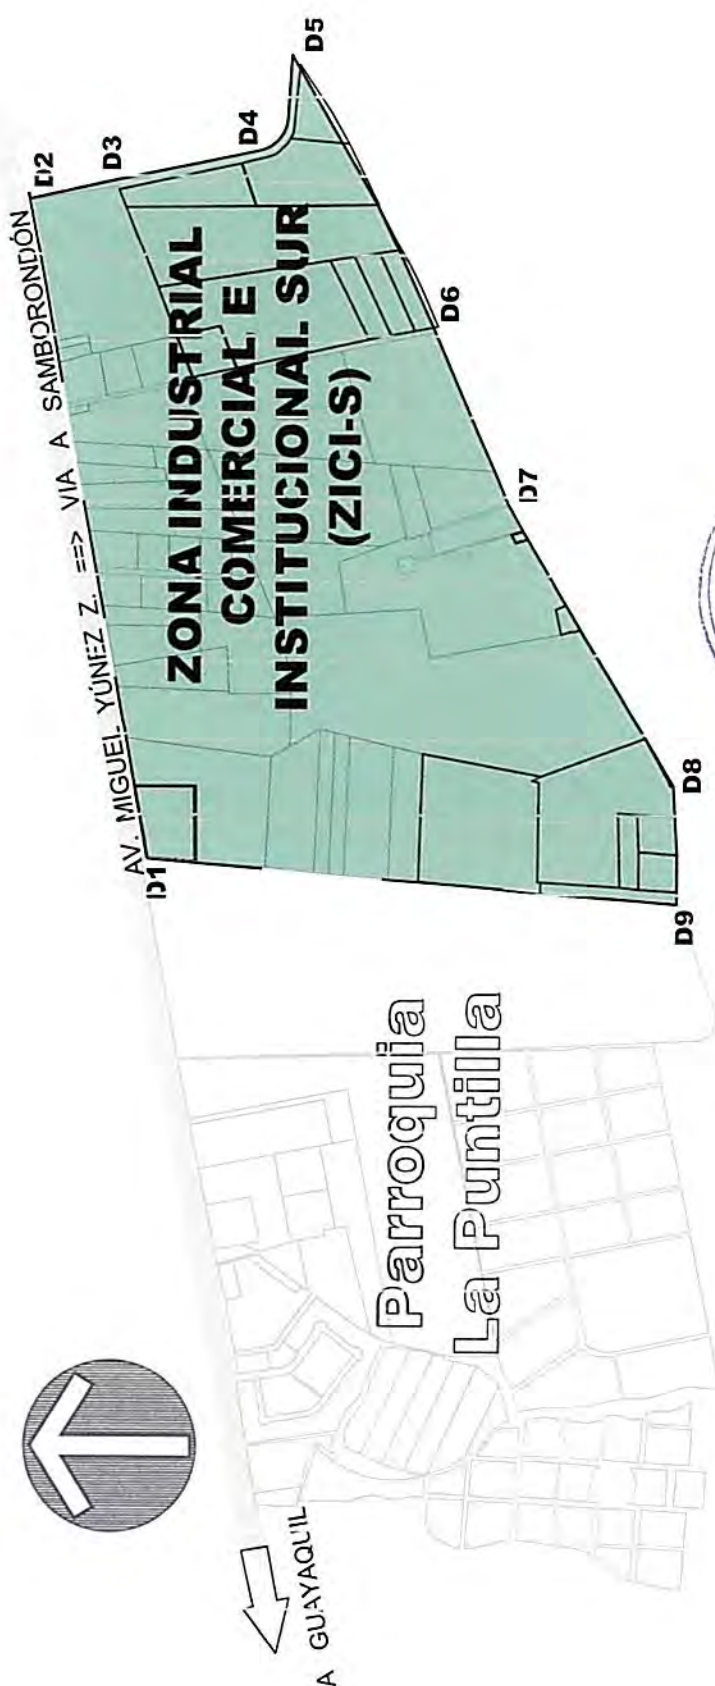 AV. MIGUEL YÚNEZ Z. ==> VIA A SAMBORONDÓN
D1
D2
D3
D4
D5
D6
D7
D8
D9
ZONA INDUSTRIAL
COMERCIAL E
INSTITUCIONAL SUR
(ZICI-S)
Parroquia
La Puntilla
A GUAYAQUIL